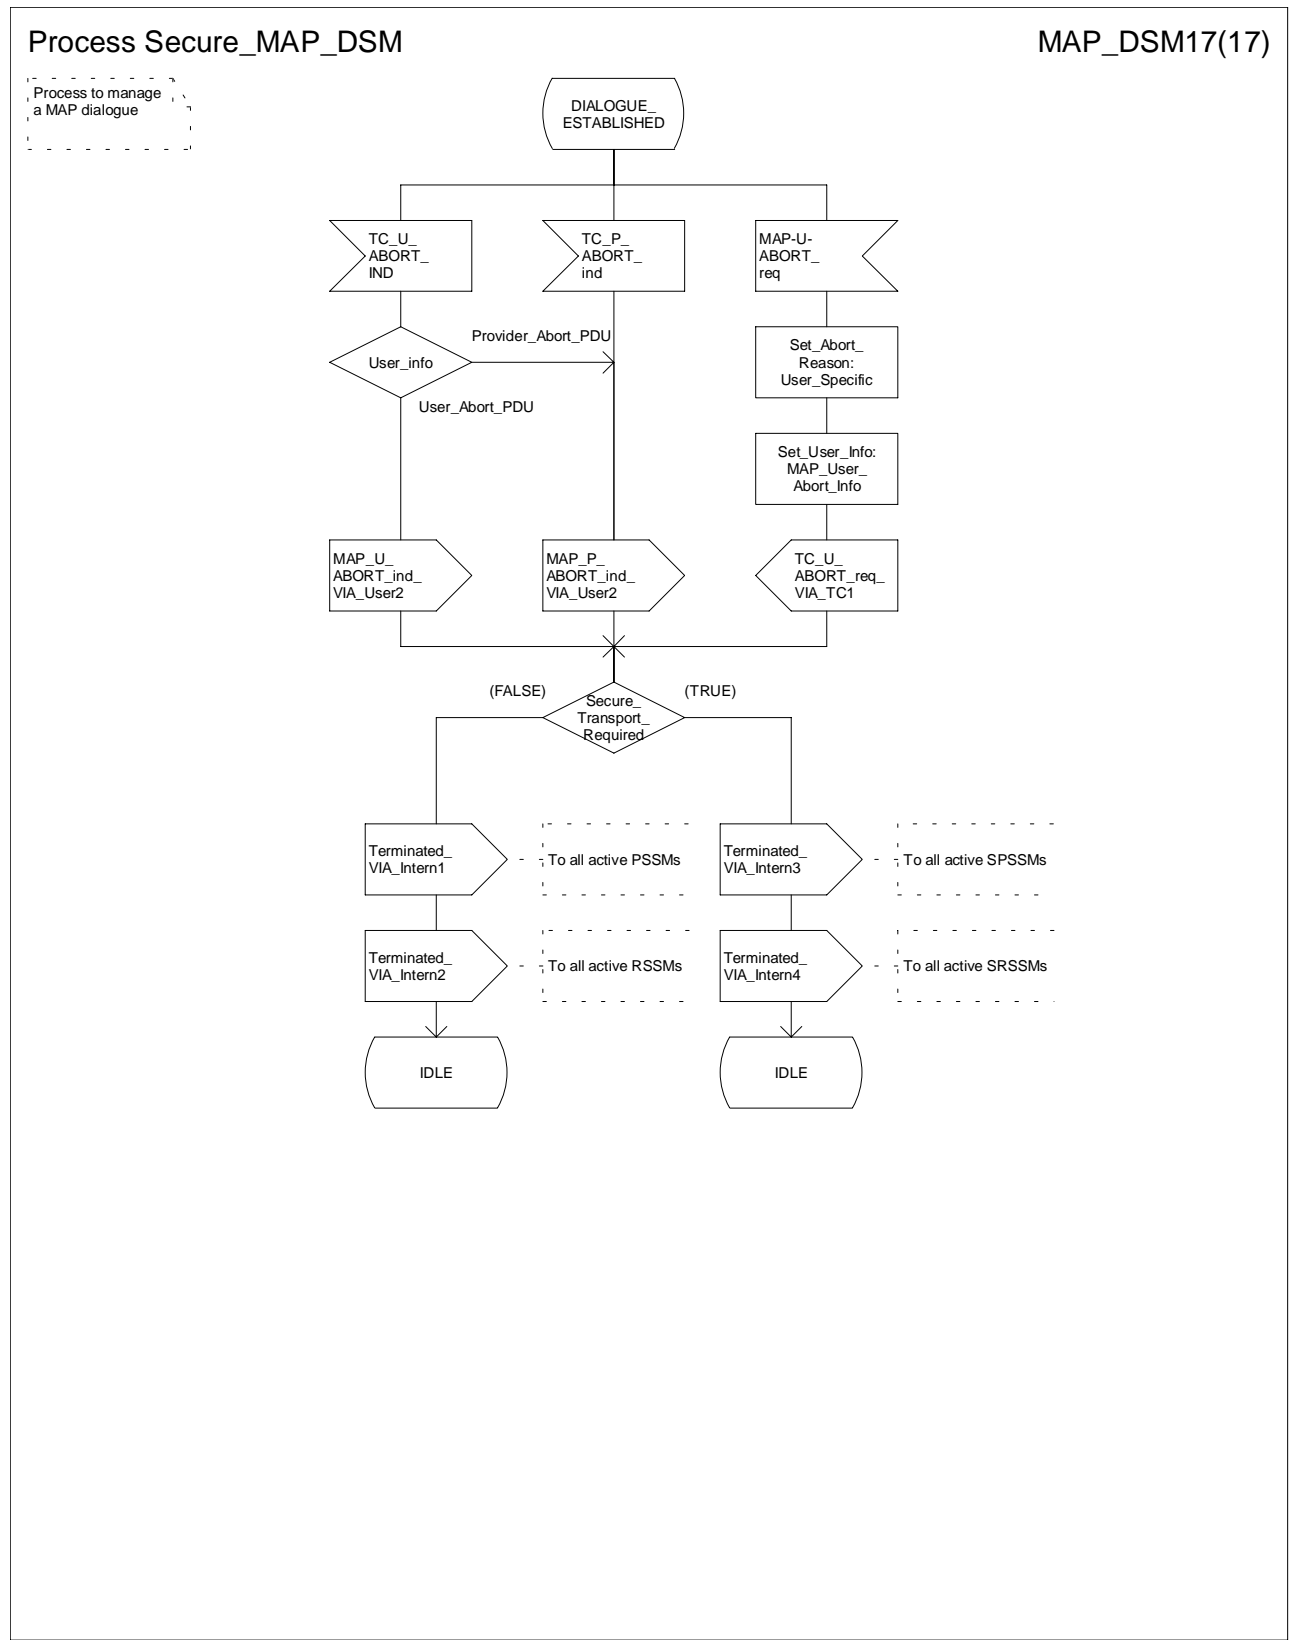 Process Secure_MAP_DSM
MAP_DSM17(17)
Process to manage
a MAP dialogue
DIALOGUE_
ESTABLISHED
TC_U_
ABORT_
IND
TC_P_
ABORT_
ind
MAP-U-
ABORT_
req
User_info
Provider_Abort_PDU
User_Abort_PDU
Set_Abort_
Reason:
User_Specific
Set_User_Info:
MAP_User_
Abort_Info
MAP_U_
ABORT_ind_
VIA_User2
MAP_P_
ABORT_ind_
VIA_User2
TC_U_
ABORT_req_
VIA_TC1
(FALSE)
(TRUE)
Secure_
Transport_
Required
Terminated_
VIA_Intern1
To all active PSSMs
Terminated_
VIA_Intern3
To all active SPSSMs
Terminated_
VIA_Intern2
To all active RSSMs
Terminated_
VIA_Intern4
To all active SRSSMs
IDLE
IDLE